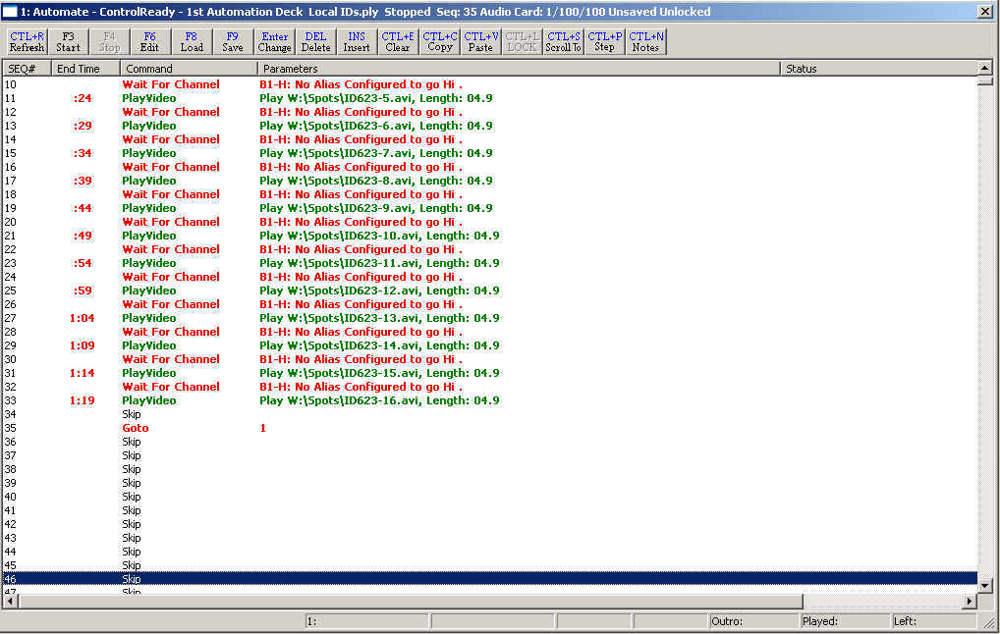 1: Automate - ControlReady - 1st Automation Deck Local IDs.ply Stopped Seq: 35 Audio Card: 1/100/100 Unsaved Unlocked
CTL+R F3 F4 F6 F8 F9 Enter DEL INS CTL+E CTL+C CTL+V CTL+L CTL+S CTL+P CTL+N
Refresh Start Stop Edit Load Save Change Delete Insert Clear Copy Paste LOCK Scroll To Step Notes
SEQ# End Time Command Parameters Status
10 Wait For Channel B1-H: No Alias Configured to go Hi .
11 :24 PlayVideo Play W:\Spots\ID623-5.avi, Length: 04.9
12 Wait For Channel B1-H: No Alias Configured to go Hi .
13 :29 PlayVideo Play W:\Spots\ID623-6.avi, Length: 04.9
14 Wait For Channel B1-H: No Alias Configured to go Hi .
15 :34 PlayVideo Play W:\Spots\ID623-7.avi, Length: 04.9
16 Wait For Channel B1-H: No Alias Configured to go Hi .
17 :39 PlayVideo Play W:\Spots\ID623-8.avi, Length: 04.9
18 Wait For Channel B1-H: No Alias Configured to go Hi .
19 :44 PlayVideo Play W:\Spots\ID623-9.avi, Length: 04.9
20 Wait For Channel B1-H: No Alias Configured to go Hi .
21 :49 PlayVideo Play W:\Spots\ID623-10.avi, Length: 04.9
22 Wait For Channel B1-H: No Alias Configured to go Hi .
23 :54 PlayVideo Play W:\Spots\ID623-11.avi, Length: 04.9
24 Wait For Channel B1-H: No Alias Configured to go Hi .
25 :59 PlayVideo Play W:\Spots\ID623-12.avi, Length: 04.9
26 Wait For Channel B1-H: No Alias Configured to go Hi .
27 1:04 PlayVideo Play W:\Spots\ID623-13.avi, Length: 04.9
28 Wait For Channel B1-H: No Alias Configured to go Hi .
29 1:09 PlayVideo Play W:\Spots\ID623-14.avi, Length: 04.9
30 Wait For Channel B1-H: No Alias Configured to go Hi .
31 1:14 PlayVideo Play W:\Spots\ID623-15.avi, Length: 04.9
32 Wait For Channel B1-H: No Alias Configured to go Hi .
33 1:19 PlayVideo Play W:\Spots\ID623-16.avi, Length: 04.9
34 Skip
35 Goto 1
36 Skip
37 Skip
38 Skip
39 Skip
40 Skip
41 Skip
42 Skip
43 Skip
44 Skip
45 Skip
46 Skip
47 Skip
1: Outro: Played: Left: